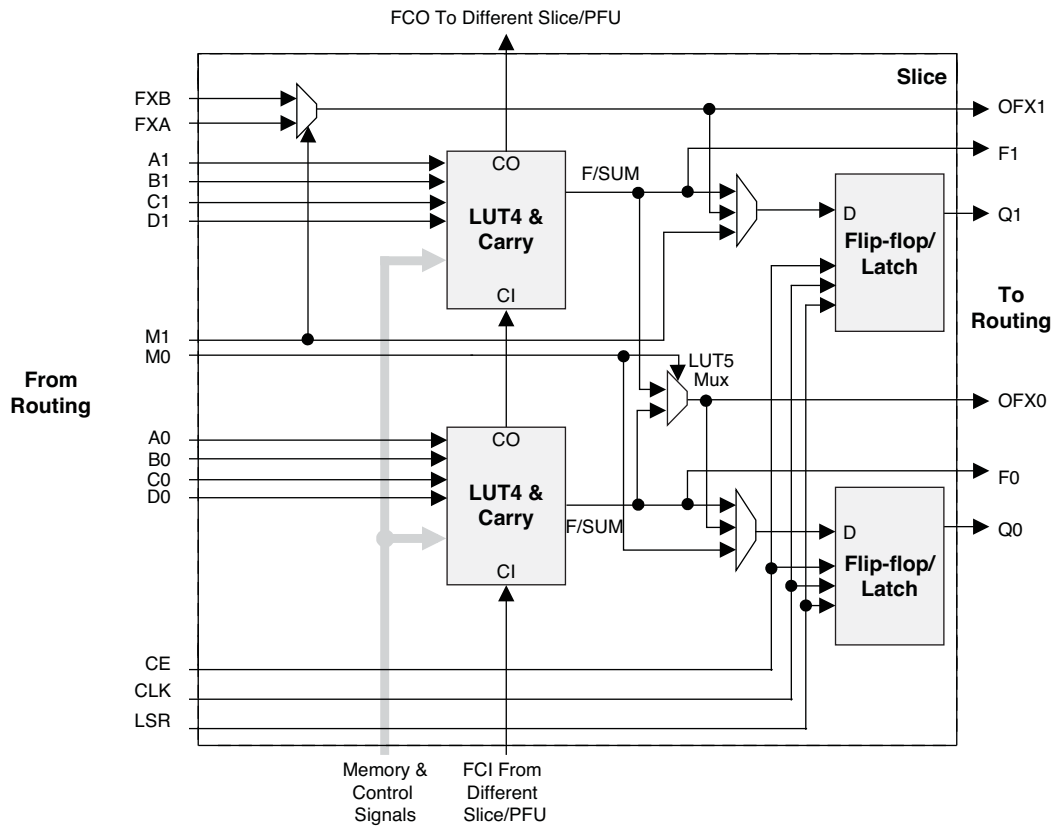 FCO To Different Slice/PFU
Slice
FXB
FXA
OFX1
F1
A1
B1
C1
D1
CO
F/SUM
LUT4 &
Carry
CI
D
Flip-flop/
Latch
Q1
To
Routing
M1
M0
LUT5
Mux
From
Routing
OFX0
A0
B0
C0
D0
CO
LUT4 &
Carry
F/SUM
CI
F0
D
Flip-flop/
Latch
Q0
CE
CLK
LSR
Memory &
Control
Signals
FCI From
Different
Slice/PFU